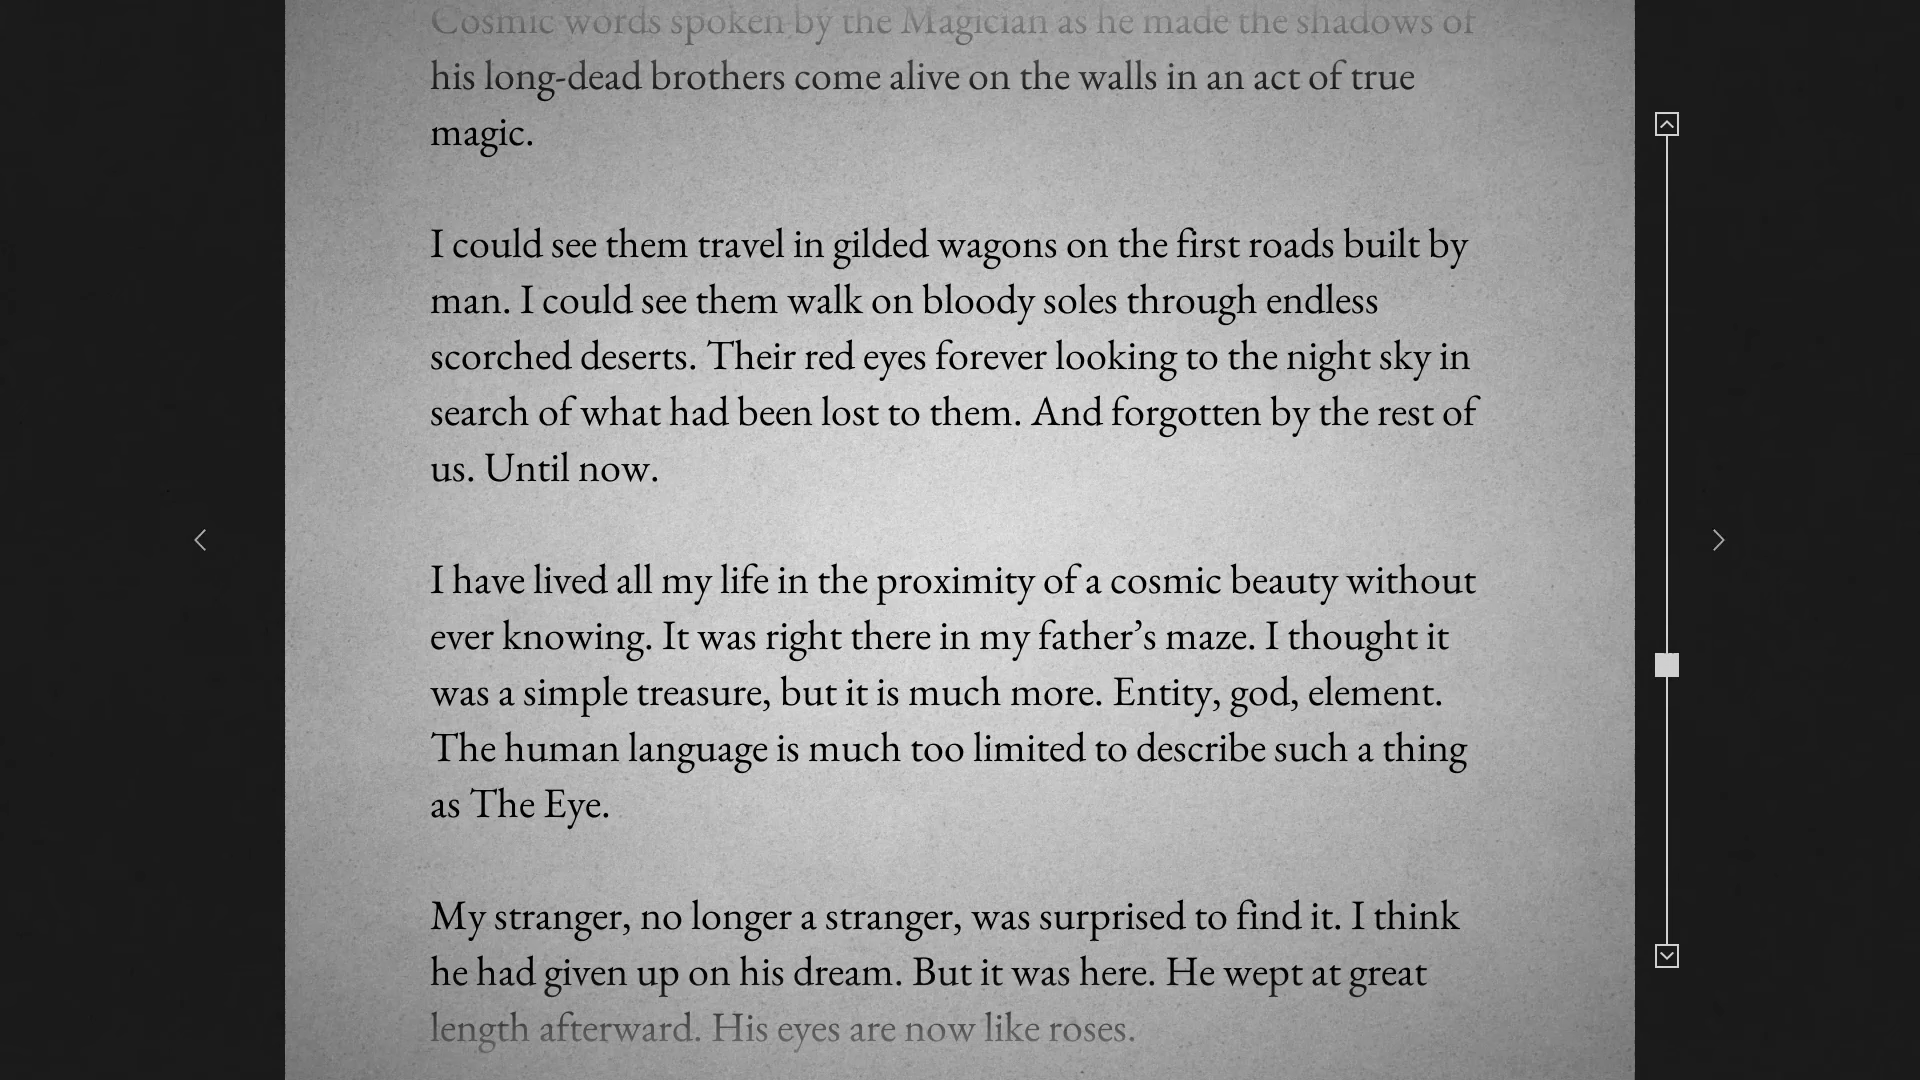 Cosmic words spoken by the Magician as he made the shadows of
his long-dead brothers come alive on the walls in an act of true
magic.
I could see them travel in gilded wagons on the first roads built by
man. I could see them walk on bloody soles through endless
scorched deserts. Their red eyes forever looking to the night sky in
search of what had been lost to them. And forgotten by the rest of
us. Until now.
I have lived all my life in the proximity of a cosmic beauty without
ever knowing. It was right there in my father’s maze. I thought it
was a simple treasure, but it is much more. Entity, god, element.
The human language is much too limited to describe such a thing
as The Eye.
My stranger, no longer a stranger, was surprised to find it. I think
he had given up on his dream. But it was here. He wept at great
length afterward. His eyes are now like roses.